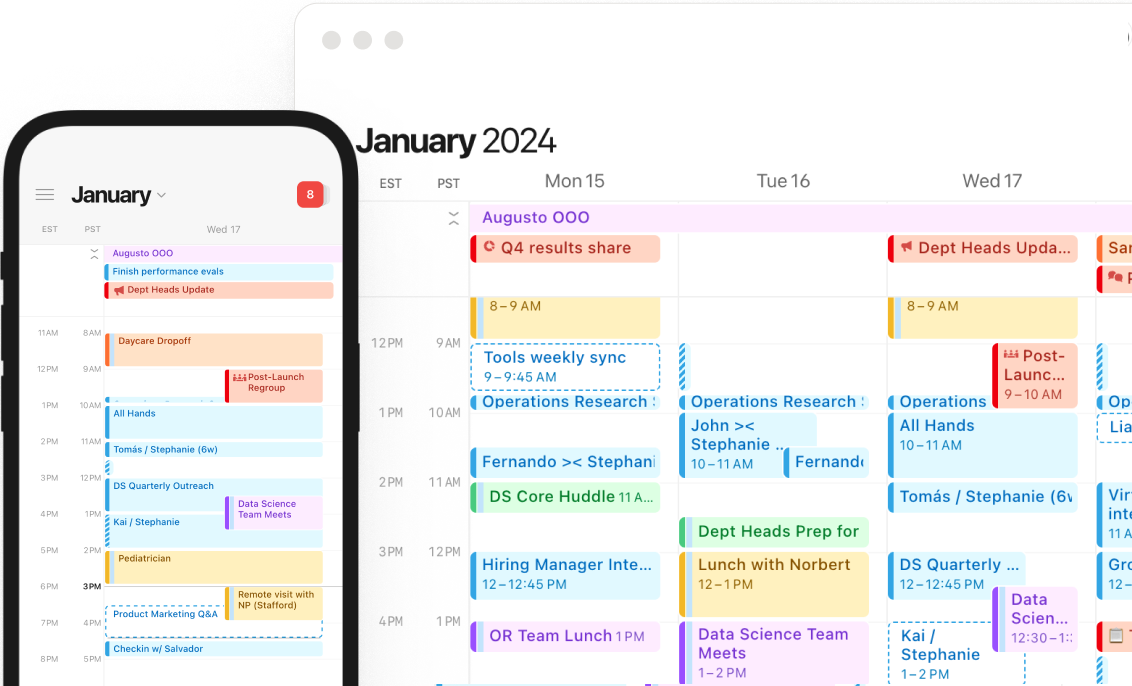 January 2024
EST PST Mon 15 Tue 16 Wed 17
Augusto OOO
Q4 results share
Dept Heads Upda...
8 – 9 AM
8 – 9 AM
12 PM 9 AM
Tools weekly sync
9 – 9:45 AM
Post-
Launc...
9 – 10 AM
Operations Research
Operations Research
Operations
1 PM 10 AM
John ><
Stephanie ..
10 – 11 AM
All Hands
10 – 11 AM
Fernando >< Stephani
Fernando
2 PM 11 AM
DS Core Huddle 11 A...
Tomás / Stephanie (6w
Dept Heads Prep for
3 PM 12 PM
Hiring Manager Inte...
12 – 12:45 PM
Lunch with Norbert
12 – 1 PM
DS Quarterly ...
12 – 12:45 PM
Data
Scien...
12:30 – 1:
4 PM 1 PM
OR Team Lunch 1 PM
Data Science Team
Meets
1 – 2 PM
Kai /
Stephanie
1 – 2 PM
January
8
EST PST Wed 17
Augusto OOO
Finish performance evals
Dept Heads Update
11 AM 8 AM
Daycare Dropoff
12 PM 9 AM
Post-Launch
Regroup
1 PM 10 AM
All Hands
2 PM 11 AM
Tomás / Stephanie (6w)
3 PM 12 PM
DS Quarterly Outreach
Data Science
Team Meets
4 PM 1 PM
Kai / Stephanie
5 PM 2 PM
Pediatrician
6 PM 3PM
Remote visit with
NP (Stafford)
Product Marketing Q&A
7 PM 4 PM
Checkin w/ Salvador
8 PM 5 PM